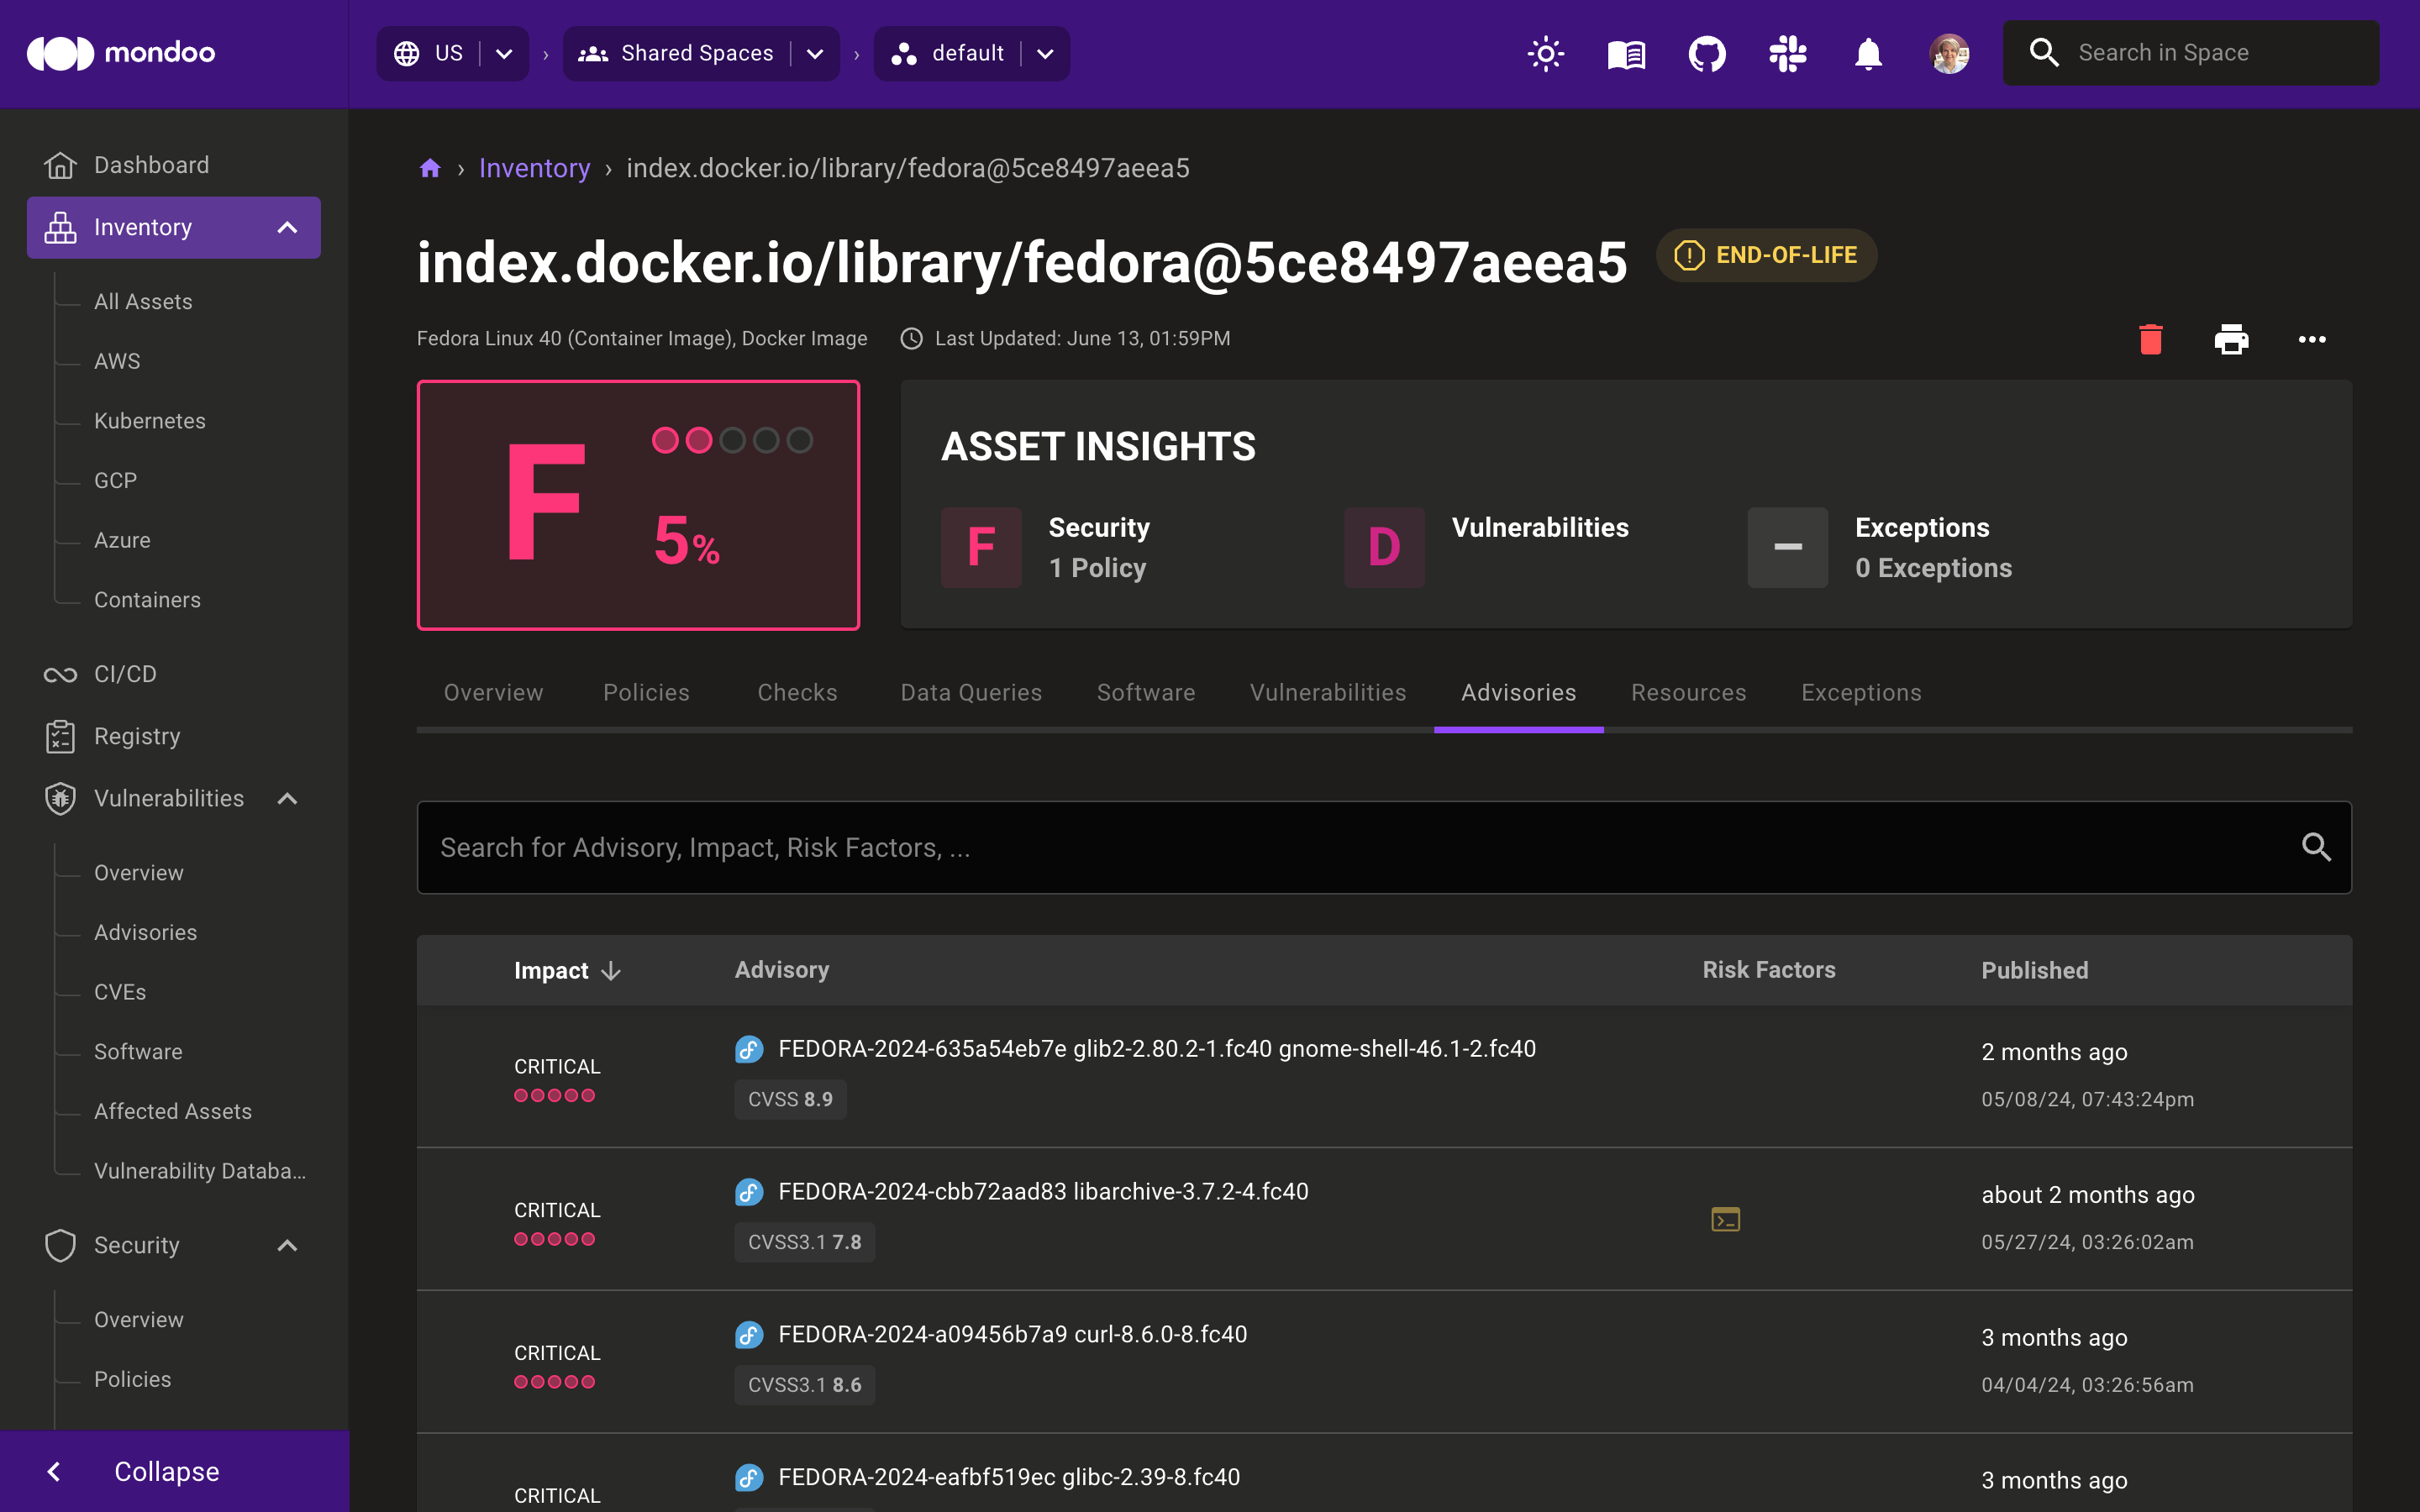 mondoo
US
Shared Spaces
default
Search in Space
Dashboard
Inventory
All Assets
AWS
Kubernetes
GCP
Azure
Containers
CI/CD
Registry
Vulnerabilities
Overview
Advisories
CVEs
Software
Affected Assets
Vulnerability Databa...
Security
Overview
Policies
Collapse
Inventory › index.docker.io/library/fedora@5ce8497aeea5
index.docker.io/library/fedora@5ce8497aeea5
END-OF-LIFE
Fedora Linux 40 (Container Image), Docker Image
Last Updated: June 13, 01:59PM
F
5%
ASSET INSIGHTS
F
Security
1 Policy
D
Vulnerabilities
Exceptions
0 Exceptions
Overview Policies Checks Data Queries Software Vulnerabilities Advisories Resources Exceptions
Search for Advisory, Impact, Risk Factors, ...
Impact Advisory Risk Factors Published
CRITICAL
FEDORA-2024-635a54eb7e glib2-2.80.2-1.fc40 gnome-shell-46.1-2.fc40
CVSS 8.9
2 months ago
05/08/24, 07:43:24pm
CRITICAL
FEDORA-2024-cbb72aad83 libarchive-3.7.2-4.fc40
CVSS3.1 7.8
about 2 months ago
05/27/24, 03:26:02am
CRITICAL
FEDORA-2024-a09456b7a9 curl-8.6.0-8.fc40
CVSS3.1 8.6
3 months ago
04/04/24, 03:26:56am
CRITICAL
FEDORA-2024-eafbf519ec glibc-2.39-8.fc40
3 months ago